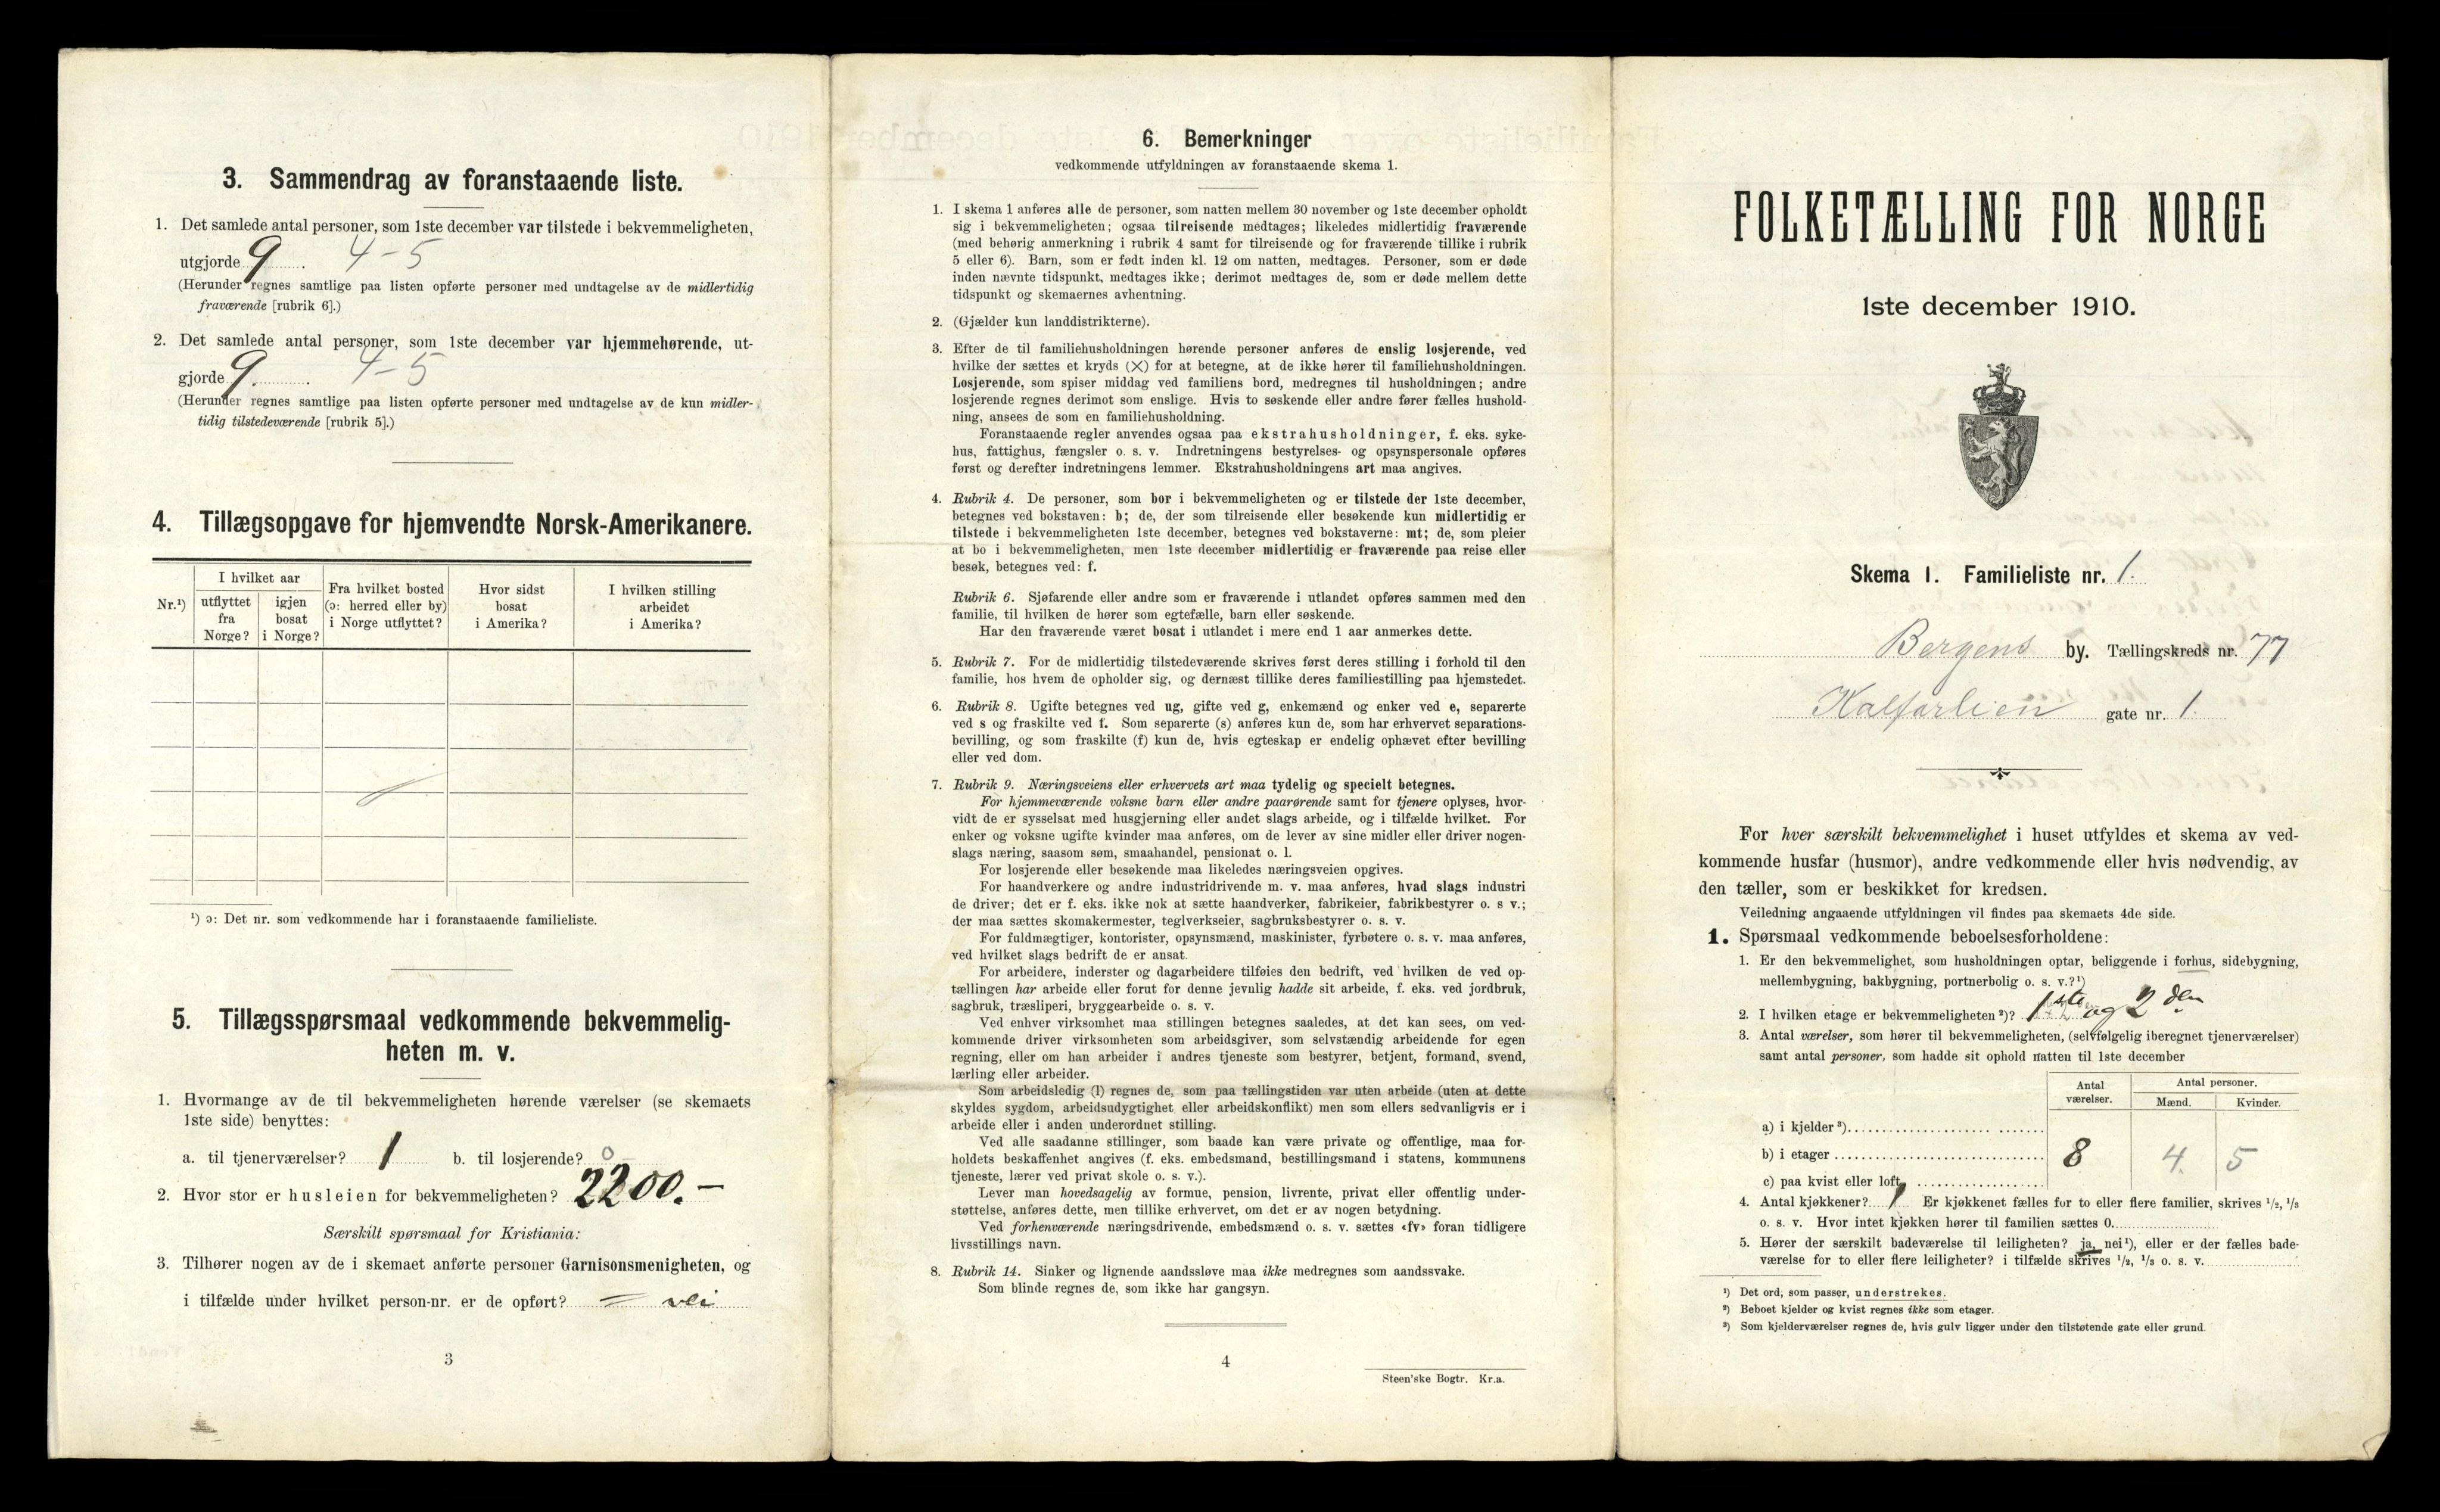 3. Sammendrag av foranstaaende liste.
1. Det samlede antal personer, som 1ste december var tilstede i bekvemmeligheten,
utgjorde 9 . 4-5
(Herunder regnes samtlige paa listen opførte personer med undtagelse av de midlertidig
fraværende [rubrik 6].)
2. Det samlede antal personer, som 1ste december var hjemmehørende, ut-
gjorde 9. . 4-5
(Herunder regnes samtlige paa listen opførte personer med undtagelse av de kun midler-
tidig tilstedeværende [rubrik 5].)
4. Tillægsopgave for hjemvendte Norsk-Amerikanere.
Nr.¹)
I hvilket aar
utflyttet
fra
Norge?
igjen
bosat
i Norge?
Fra hvilket bosted
(ɔ: herred eller by)
i Norge utflyttet?
Hvor sidst
bosat
i Amerika?
I hvilken stilling
arbeidet
i Amerika?
¹) ɔ: Det nr. som vedkommende har i foranstaaende familieliste.
5. Tillægsspørsmaal vedkommende bekvemmelig-
heten m. v.
1. Hvormange av de til bekvemmeligheten hørende værelser (se skemaets
1ste side) benyttes:
a. til tjenerværelser? 1 b. til losjerende? 0
2. Hvor stor er husleien for bekvemmeligheten? 2200.—
Særskilt spørsmaal for Kristiania:
3. Tilhører nogen av de i skemaet anførte personer Garnisonsmenigheten, og
i tilfælde under hvilket person-nr. er de opført?
3
6. Bemerkninger
vedkommende utfyldningen av foranstaaende skema 1.
1. I skema 1 anføres alle de personer, som natten mellem 30 november og 1ste december opholdt
sig i bekvemmeligheten; ogsaa tilreisende medtages; likeledes midlertidig fraværende
(med behørig anmerkning i rubrik 4 samt for tilreisende og for fraværende tillike i rubrik
5 eller 6). Barn, som er født inden kl. 12 om natten, medtages. Personer, som er døde
inden nævnte tidspunkt, medtages ikke; derimot medtages de, som er døde mellem dette
tidspunkt og skemaernes avhentning.
2. (Gjælder kun landdistrikterne).
3. Efter de til familiehusholdningen hørende personer anføres de enslig losjerende, ved
hvilke der sættes et kryds (×) for at betegne, at de ikke hører til familiehusholdningen.
Losjerende, som spiser middag ved familiens bord, medregnes til husholdningen; andre
losjerende regnes derimot som enslige. Hvis to søskende eller andre fører fælles hushold-
ning, ansees de som en familiehusholdning.
Foranstaaende regler anvendes ogsaa paa ekstrahusholdninger, f. eks. syke-
hus, fattighus, fængsler o. s. v. Indretningens bestyrelses- og opsynspersonale opføres
først og derefter indretningens lemmer. Ekstrahusholdningens art maa angives.
4. Rubrik 4. De personer, som bor i bekvemmeligheten og er tilstede der 1ste december,
betegnes ved bokstaven: b; de, der som tilreisende eller besøkende kun midlertidig er
tilstede i bekvemmeligheten 1ste december, betegnes ved bokstaverne: mt; de, som pleier
at bo i bekvemmeligheten, men 1ste december midlertidig er fraværende paa reise eller
besøk, betegnes ved: f.
Rubrik 6. Sjøfarende eller andre som er fraværende i utlandet opføres sammen med den
familie, til hvilken de hører som egtefælle, barn eller søskende.
Har den fraværende været bosat i utlandet i mere end 1 aar anmerkes dette.
5. Rubrik 7. For de midlertidig tilstedeværende skrives først deres stilling i forhold til den
familie, hos hvem de opholder sig, og dernæst tillike deres familiestilling paa hjemstedet.
6. Rubrik 8. Ugifte betegnes ved ug, gifte ved g, enkemænd og enker ved e, separerte
ved s og fraskilte ved f. Som separerte (s) anføres kun de, som har erhvervet separations-
bevilling, og som fraskilte (f) kun de, hvis egteskap er endelig ophævet efter bevilling
eller ved dom.
7. Rubrik 9. Næringsveiens eller erhvervets art maa tydelig og specielt betegnes.
For hjemmeværende voksne barn eller andre paarørende samt for tjenere oplyses, hvor-
vidt de er sysselsat med husgjerning eller andet slags arbeide, og i tilfælde hvilket. For
enker og voksne ugifte kvinder maa anføres, om de lever av sine midler eller driver nogen-
slags næring, saasom søm, smaahandel, pensionat o. l.
For losjerende eller besøkende maa likeledes næringsveien opgives.
For haandverkere og andre industridrivende m. v. maa anføres, hvad slags industri
de driver; det er f. eks. ikke nok at sætte haandverker, fabrikeier, fabrikbestyrer o. s v.;
der maa sættes skomakermester, teglverkseier, sagbruksbestyrer o. s. v.
For fuldmægtiger, kontorister, opsynsmænd, maskinister, fyrbøtere o. s. v. maa anføres,
ved hvilket slags bedrift de er ansat.
For arbeidere, inderster og dagarbeidere tilføies den bedrift, ved hvilken de ved op-
tællingen har arbeide eller forut for denne jevnlig hadde sit arbeide, f. eks. ved jordbruk,
sagbruk, træsliperi, bryggearbeide o. s. v.
Ved enhver virksomhet maa stillingen betegnes saaledes, at det kan sees, om ved-
kommende driver virksomheten som arbeidsgiver, som selvstændig arbeidende for egen
regning, eller om han arbeider i andres tjeneste som bestyrer, betjent, formand, svend,
lærling eller arbeider.
Som arbeidsledig (l) regnes de, som paa tællingstiden var uten arbeide (uten at dette
skyldes sygdom, arbeidsudygtighet eller arbeidskonflikt) men som ellers sedvanligvis er i
arbeide eller i anden underordnet stilling.
Ved alle saadanne stillinger, som baade kan være private og offentlige, maa for-
holdets beskaffenhet angives (f. eks. embedsmand, bestillingsmand i statens, kommunens
tjeneste, lærer ved privat skole o. s. v.).
Lever man hovedsagelig av formue, pension, livrente, privat eller offentlig under-
støttelse, anføres dette, men tillike erhvervet, om det er av nogen betydning.
Ved forhenværende næringsdrivende, embedsmænd o. s. v. sættes «fv» foran tidligere
livsstillings navn.
8. Rubrik 14. Sinker og lignende aandssløve maa ikke medregnes som aandssvake.
Som blinde regnes de, som ikke har gangsyn.
4
Steen'ske Bogtr. Kr.a.
FOLKETÆLLING FOR NORGE
1ste december 1910.
Skema 1. Familieliste nr. 1.
Bergens by. Tællingskreds nr. 77
Kalfarlien gate nr. 1.
For hver særskilt bekvemmelighet i huset utfyldes et skema av ved-
kommende husfar (husmor), andre vedkommende eller hvis nødvendig, av
den tæller, som er beskikket for kredsen.
Veiledning angaaende utfyldningen vil findes paa skemaets 4de side.
1. Spørsmaal vedkommende beboelsesforholdene:
1. Er den bekvemmelighet, som husholdningen optar, beliggende i forhus, sidebygning,
mellembygning, bakbygning, portnerbolig o. s. v.?¹)
2. I hvilken etage er bekvemmeligheten²)? 1ste og 2den
3. Antal værelser, som hører til bekvemmeligheten, (selvfølgelig iberegnet tjenerværelser)
samt antal personer, som hadde sit ophold natten til 1ste december
Antal
værelser.
Antal personer.
Mænd. Kvinder.
a) i kjelder³)
b) i etager 8 4. 5
c) paa kvist eller loft
4. Antal kjøkkener? 1 Er kjøkkenet fælles for to eller flere familier, skrives ¹/₂, ¹/₃
o. s. v. Hvor intet kjøkken hører til familien sættes 0.
5. Hører der særskilt badeværelse til leiligheten? ja, nei¹), eller er der fælles bade-
værelse for to eller flere leiligheter? i tilfælde skrives ¹/₂, ¹/₃ o. s. v.
¹) Det ord, som passer, understrekes.
²) Beboet kjelder og kvist regnes ikke som etager.
³) Som kjelderværelser regnes de, hvis gulv ligger under den tilstøtende gate eller grund.